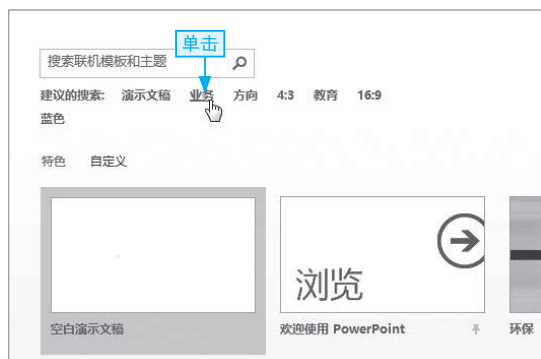 单击
搜索联机模板和主题
建议的搜索: 演示文稿 业务 方向 4:3 教育 16:9
蓝色
特色 自定义
浏览
空白演示文稿 欢迎使用 PowerPoint 环保